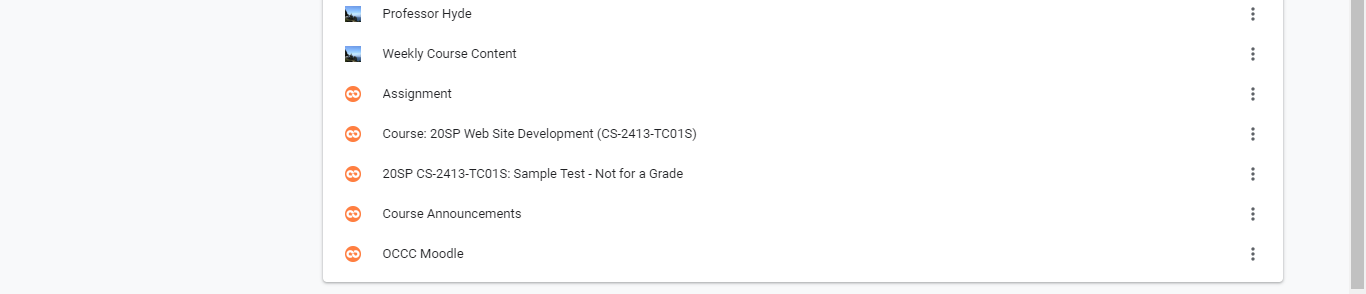 Professor Hyde
Weekly Course Content
Assignment
Course: 20SP Web Site Development (CS-2413-TC01S)
20SP CS-2413-TC01S: Sample Test - Not for a Grade
Course Announcements
OCCC Moodle